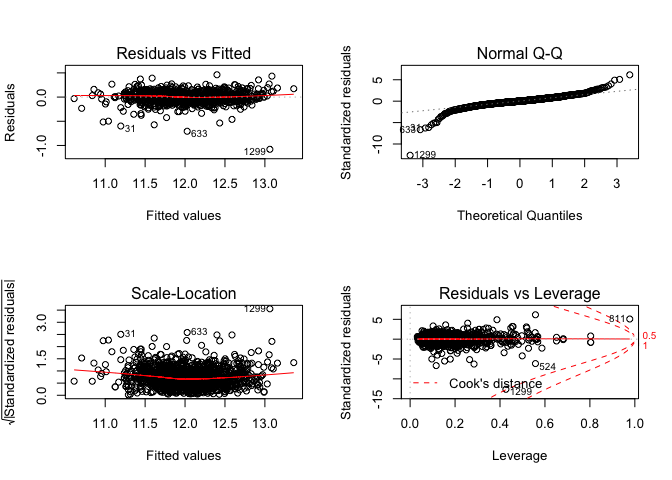 Residuals vs Fitted
Residuals
0.0
-1.0
31
633
1299
11.0 11.5 12.0 12.5 13.0
Fitted values
Normal Q-Q
Standardized residuals
5
0
-10
1299
-3 -2 -1 0 1 2 3
Theoretical Quantiles
Scale-Location
√|Standardized residuals|
3.0
1.5
0.0
31
633
1299
11.0 11.5 12.0 12.5 13.0
Fitted values
Residuals vs Leverage
Standardized residuals
5
-5
-15
811
0.5
1
524
Cook's distance
1299
0.0 0.2 0.4 0.6 0.8 1.0
Leverage